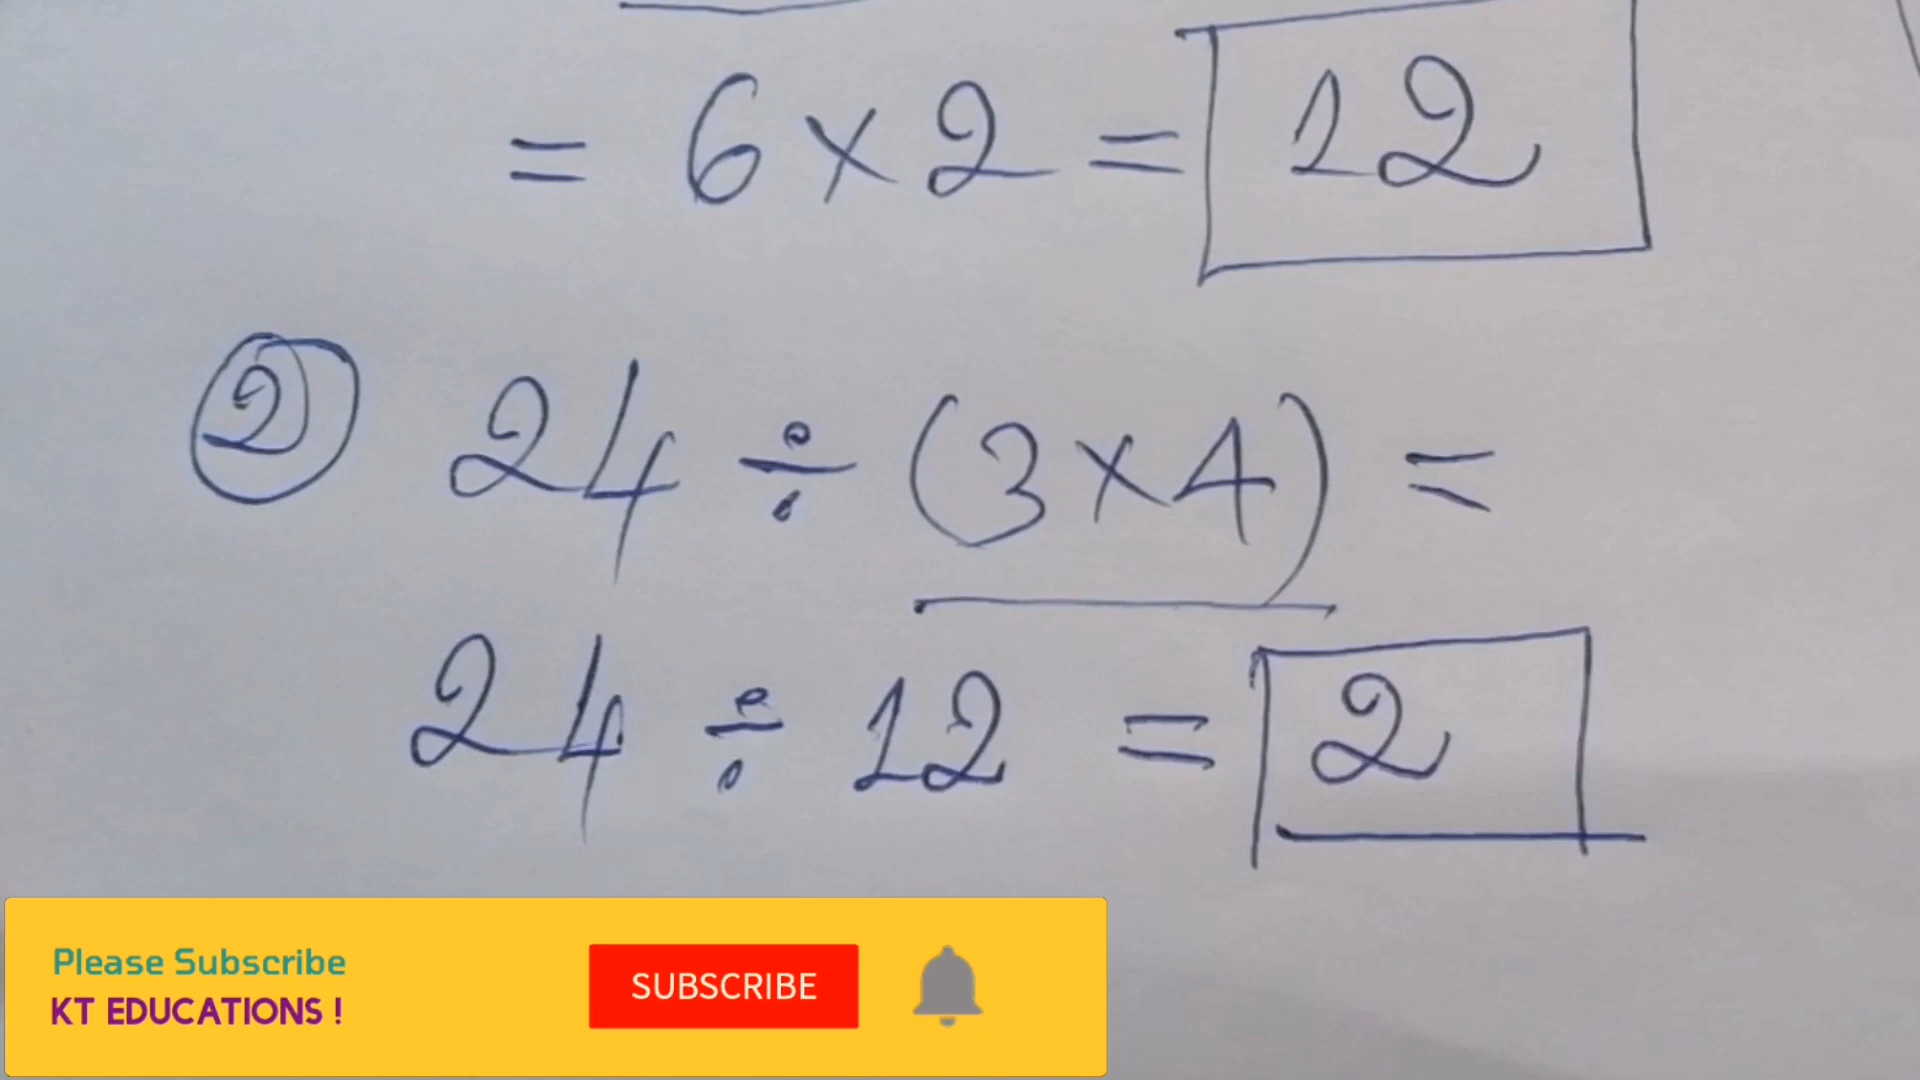 = 6 × 2 = 12
② 24 ÷ (3 × 4) =
24 ÷ 12 = 2
Please Subscribe
KT EDUCATIONS !
SUBSCRIBE